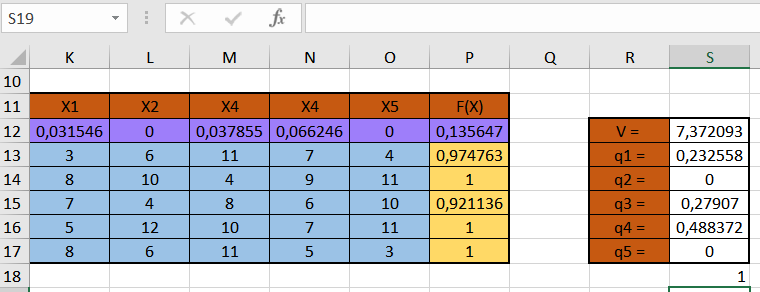 S19 fx
K L M N O P Q R S
10
11 X1 X2 X4 X4 X5 F(X)
12 0,031546 0 0,037855 0,066246 0 0,135647 V = 7,372093
13 3 6 11 7 4 0,974763 q1 = 0,232558
14 8 10 4 9 11 1 q2 = 0
15 7 4 8 6 10 0,921136 q3 = 0,27907
16 5 12 10 7 11 1 q4 = 0,488372
17 8 6 11 5 3 1 q5 = 0
18 1